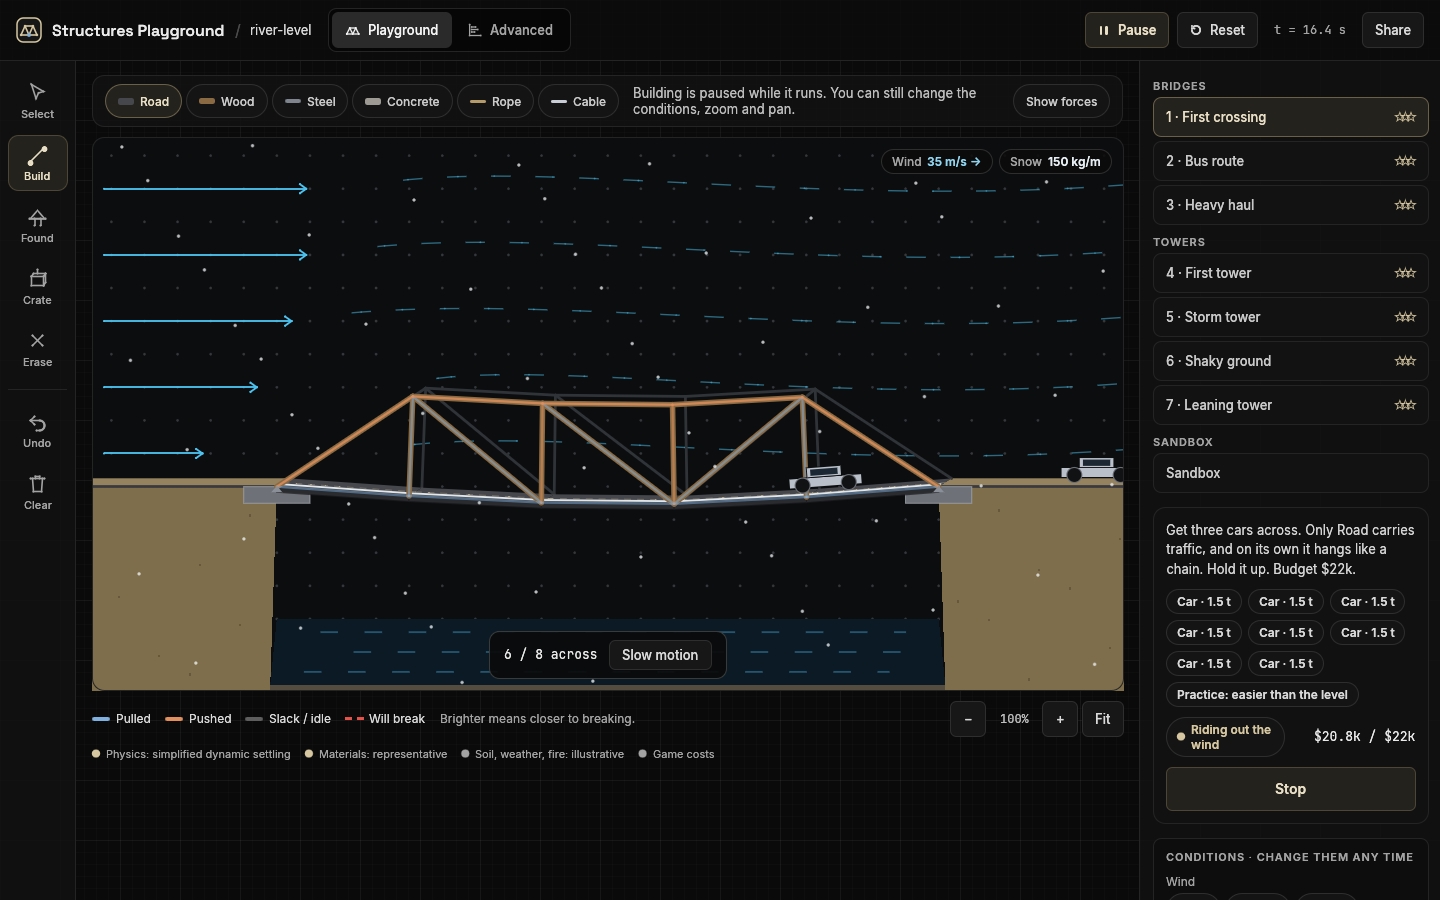 Structures Playground / river-level
Playground
Advanced
Pause
Reset
t = 16.4 s
Share
Select
Build
Found
Crate
Erase
Undo
Clear
Road
Wood
Steel
Concrete
Rope
Cable
Building is paused while it runs. You can still change the
conditions, zoom and pan.
Show forces
Wind 35 m/s →
Snow 150 kg/m
6 / 8 across
Slow motion
Pulled
Pushed
Slack / idle
Will break
Brighter means closer to breaking.
−
100%
+
Fit
Physics: simplified dynamic settling
Materials: representative
Soil, weather, fire: illustrative
Game costs
BRIDGES
1 · First crossing
2 · Bus route
3 · Heavy haul
TOWERS
4 · First tower
5 · Storm tower
6 · Shaky ground
7 · Leaning tower
SANDBOX
Sandbox
Get three cars across. Only Road carries
traffic, and on its own it hangs like a
chain. Hold it up. Budget $22k.
Car · 1.5 t
Car · 1.5 t
Car · 1.5 t
Car · 1.5 t
Car · 1.5 t
Car · 1.5 t
Car · 1.5 t
Car · 1.5 t
Practice: easier than the level
Riding out the
wind
$20.8k / $22k
Stop
CONDITIONS · CHANGE THEM ANY TIME
Wind